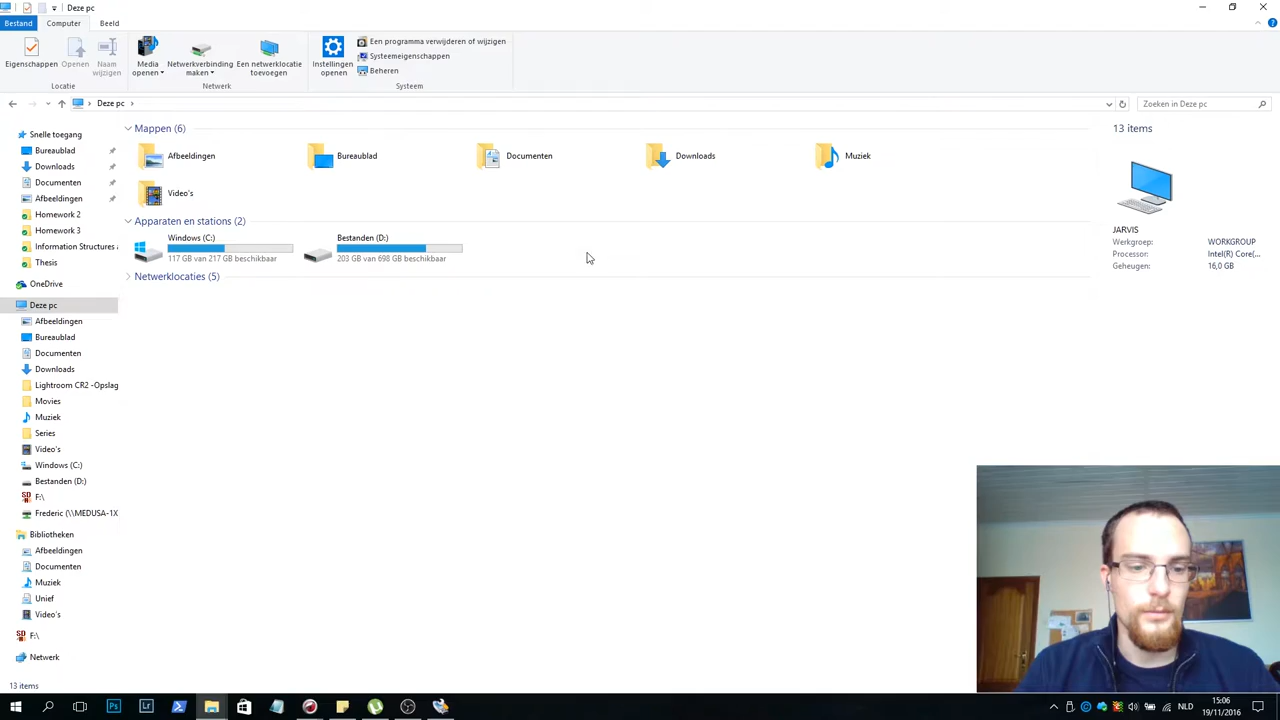 Deze pc
Bestand
Computer
Beeld
Eigenschappen
Openen
Naam
wijzigen
Locatie
Media
openen
Netwerkverbinding
maken
Een netwerklocatie
toevoegen
Netwerk
Instellingen
openen
Een programma verwijderen of wijzigen
Systeemeigenschappen
Beheren
Systeem
Deze pc
Zoeken in Deze pc
Snelle toegang
Bureaublad
Downloads
Documenten
Afbeeldingen
Homework 2
Homework 3
Information Structures a
Thesis
OneDrive
Deze pc
Afbeeldingen
Bureaublad
Documenten
Downloads
Lightroom CR2 -Opslag
Movies
Muziek
Series
Video's
Windows (C:)
Bestanden (D:)
F:\
Frederic (\\MEDUSA-1X
Bibliotheken
Afbeeldingen
Documenten
Muziek
Unief
Video's
F:\
Netwerk
13 items
Mappen (6)
Afbeeldingen
Bureaublad
Documenten
Downloads
Muziek
Video's
Apparaten en stations (2)
Windows (C:)
117 GB van 217 GB beschikbaar
Bestanden (D:)
203 GB van 698 GB beschikbaar
Netwerklocaties (5)
13 items
JARVIS
Werkgroep: WORKGROUP
Processor: Intel(R) Core(...
Geheugen: 16,0 GB
Ps
Lr
NLD
15:06
19/11/2016